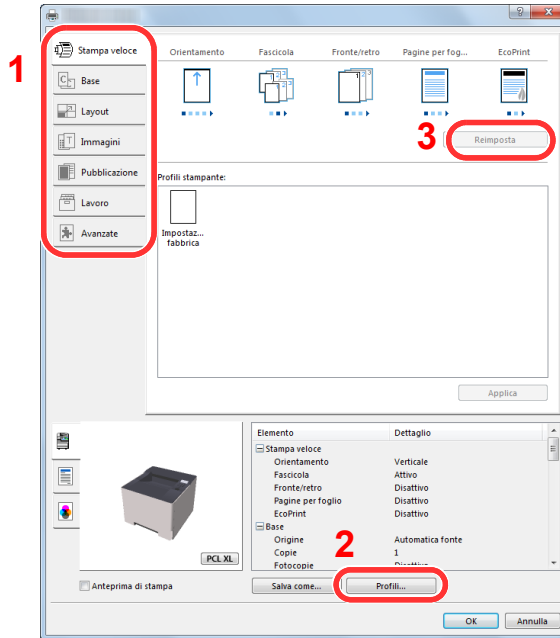 1
Stampa veloce
Base
Layout
Immagini
Pubblicazione
Lavoro
Avanzate
Orientamento Fascicola Fronte/retro Pagine per fog... EcoPrint
3
Reimposta
Profili stampante:
Impostaz...
fabbrica
Applica
Elemento Dettaglio
Stampa veloce
Orientamento Verticale
Fascicola Attivo
Fronte/retro Disattivo
Pagine per foglio Disattivo
EcoPrint Disattivo
Base
Origine Automatica fonte
Copie 1
Fotocopie Disattivo
PCL XL
2
Anteprima di stampa
Salva come...
Profili...
OK Annulla